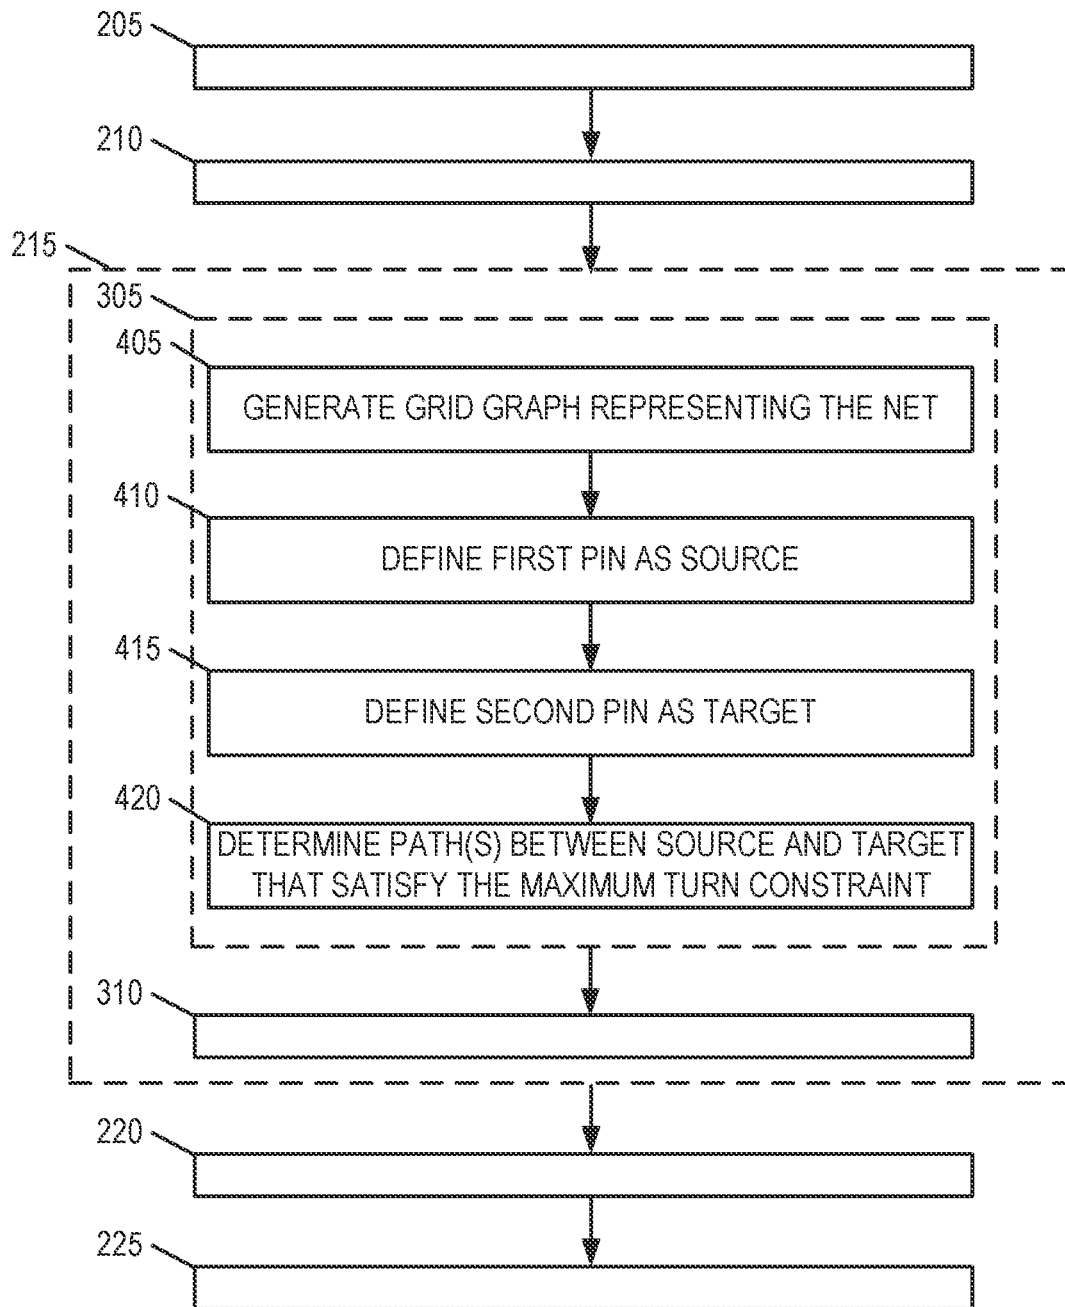 205
210
215
305
405
GENERATE GRID GRAPH REPRESENTING THE NET
410
DEFINE FIRST PIN AS SOURCE
415
DEFINE SECOND PIN AS TARGET
420
DETERMINE PATH(S) BETWEEN SOURCE AND TARGET
THAT SATISFY THE MAXIMUM TURN CONSTRAINT
310
220
225